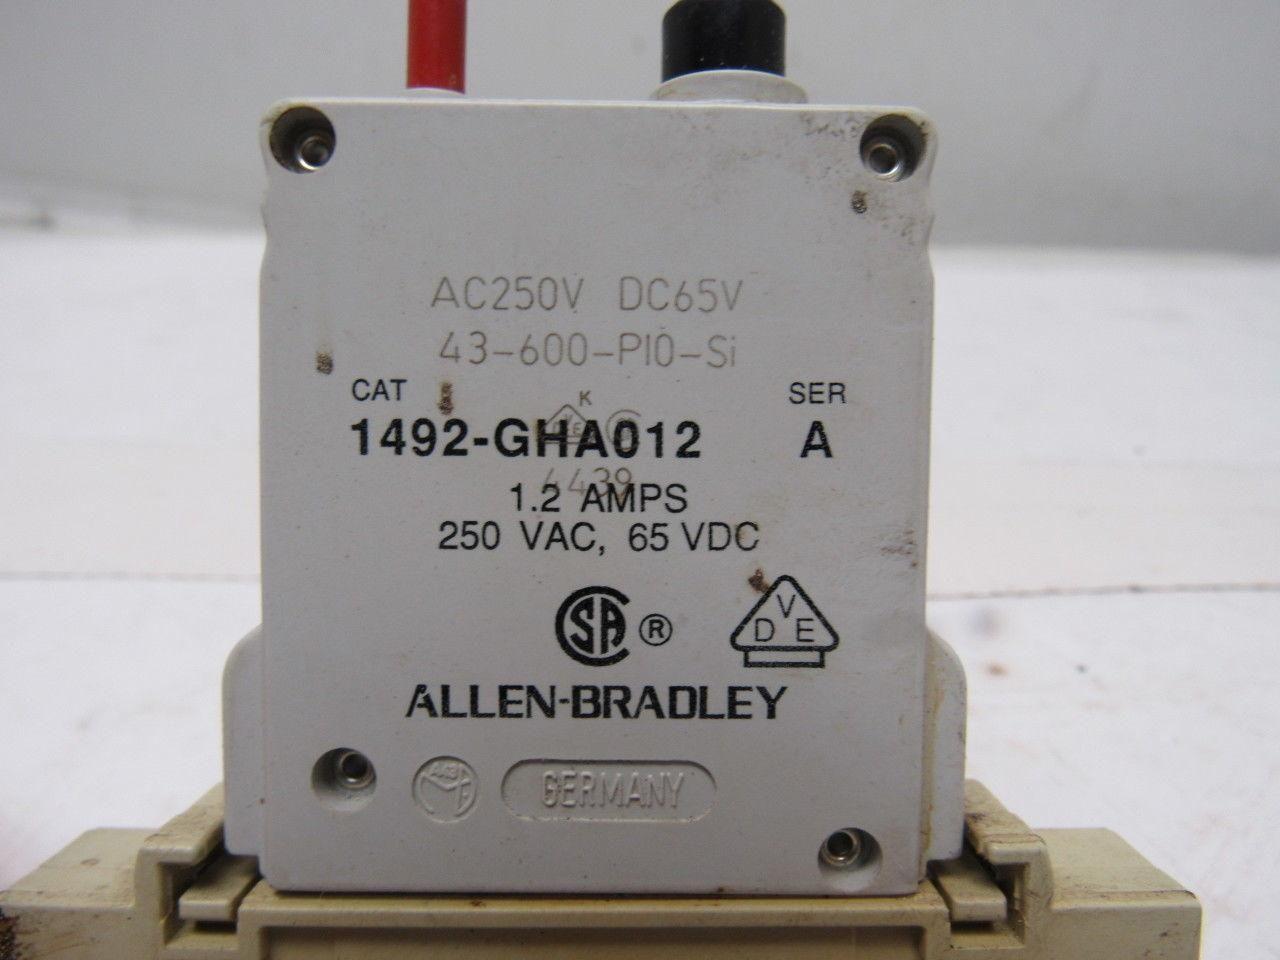 AC250V DC65V
43-600-P10-Si
CAT
SER
K
1492-GHA012
A
4439
1.2 AMPS
250 VAC, 65 VDC
SA ®
V
D E
ALLEN-BRADLEY
GERMANY